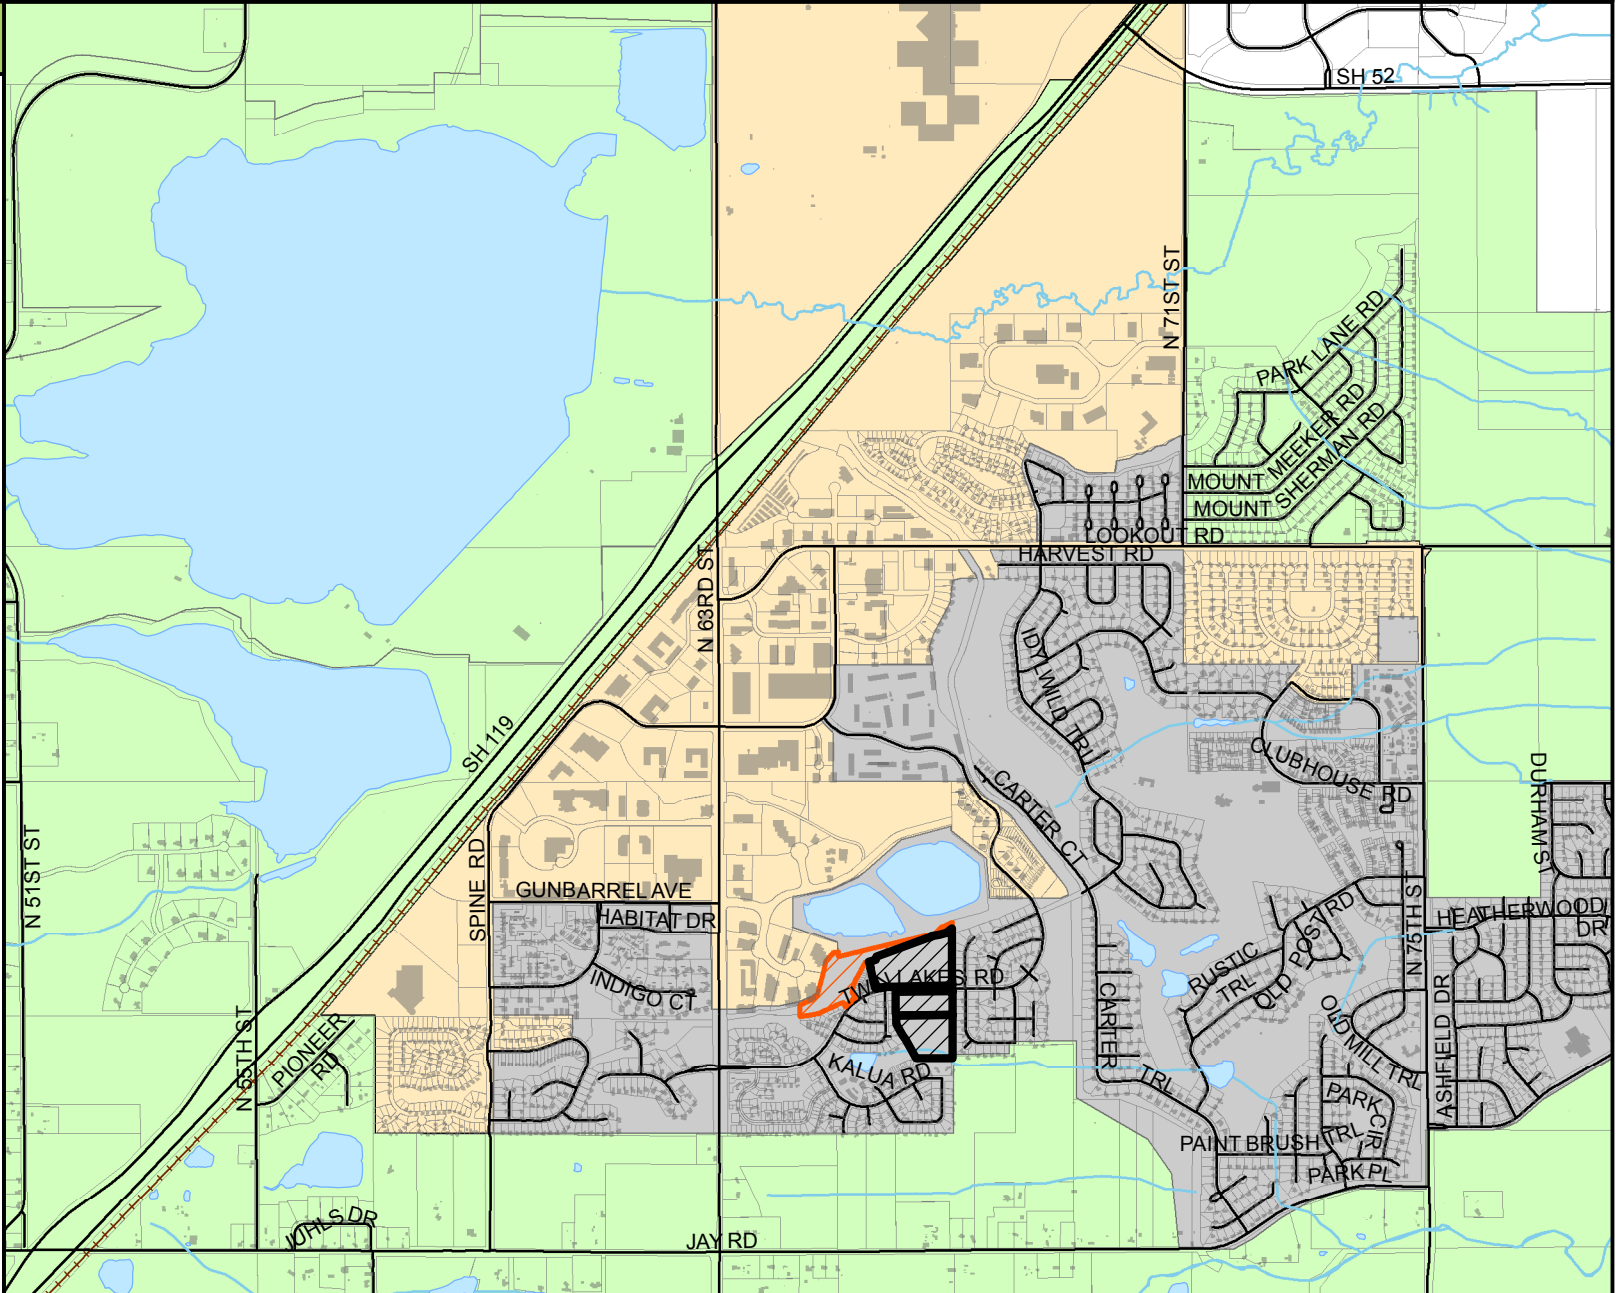 SH 52
N 71ST ST
PARK LANE RD
MOUNT MEEKER RD
MOUNT SHERMAN RD
LOOKOUT RD
HARVEST RD
N 63RD ST
IDYLWILD TRL
SH 119
CLUBHOUSE RD
CARTER CT
DURHAM ST
N 51ST ST
SPINE RD
GUNBARREL AVE
HABITAT DR
HEATHERWOOD
DR
N 75TH ST
OLD POST RD
RUSTIC
TRL
INDIGO CT
TWIN LAKES RD
CARTER TRL
OLD MILL TRL
ASHFIELD DR
N 55TH ST
PIONEER
RD
KALUA RD
PARK CIR
PAINT BRUSH TRL
PARK PL
JUHLS DR
JAY RD